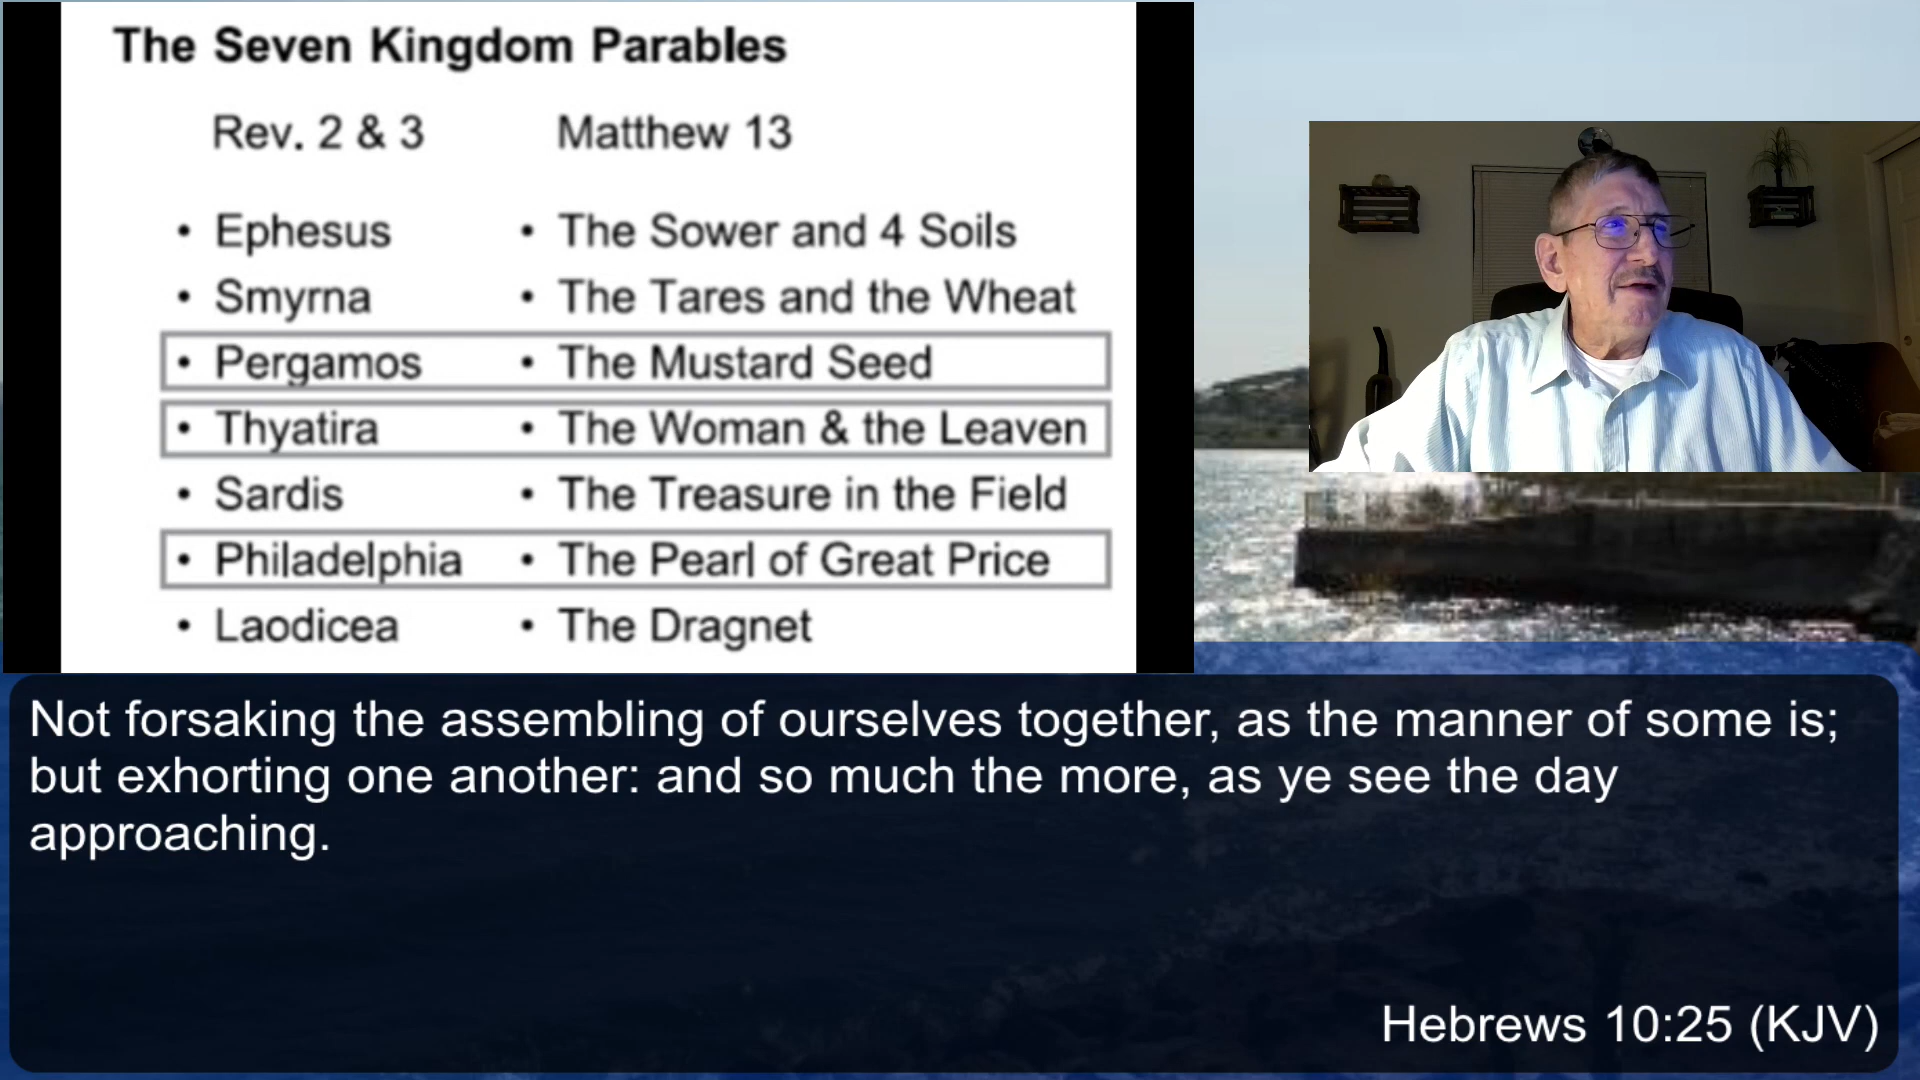 The Seven Kingdom Parables
Rev. 2 & 3 Matthew 13
• Ephesus • The Sower and 4 Soils
• Smyrna • The Tares and the Wheat
• Pergamos • The Mustard Seed
• Thyatira • The Woman & the Leaven
• Sardis • The Treasure in the Field
• Philadelphia • The Pearl of Great Price
• Laodicea • The Dragnet
Not forsaking the assembling of ourselves together, as the manner of some is;
but exhorting one another: and so much the more, as ye see the day
approaching.
Hebrews 10:25 (KJV)